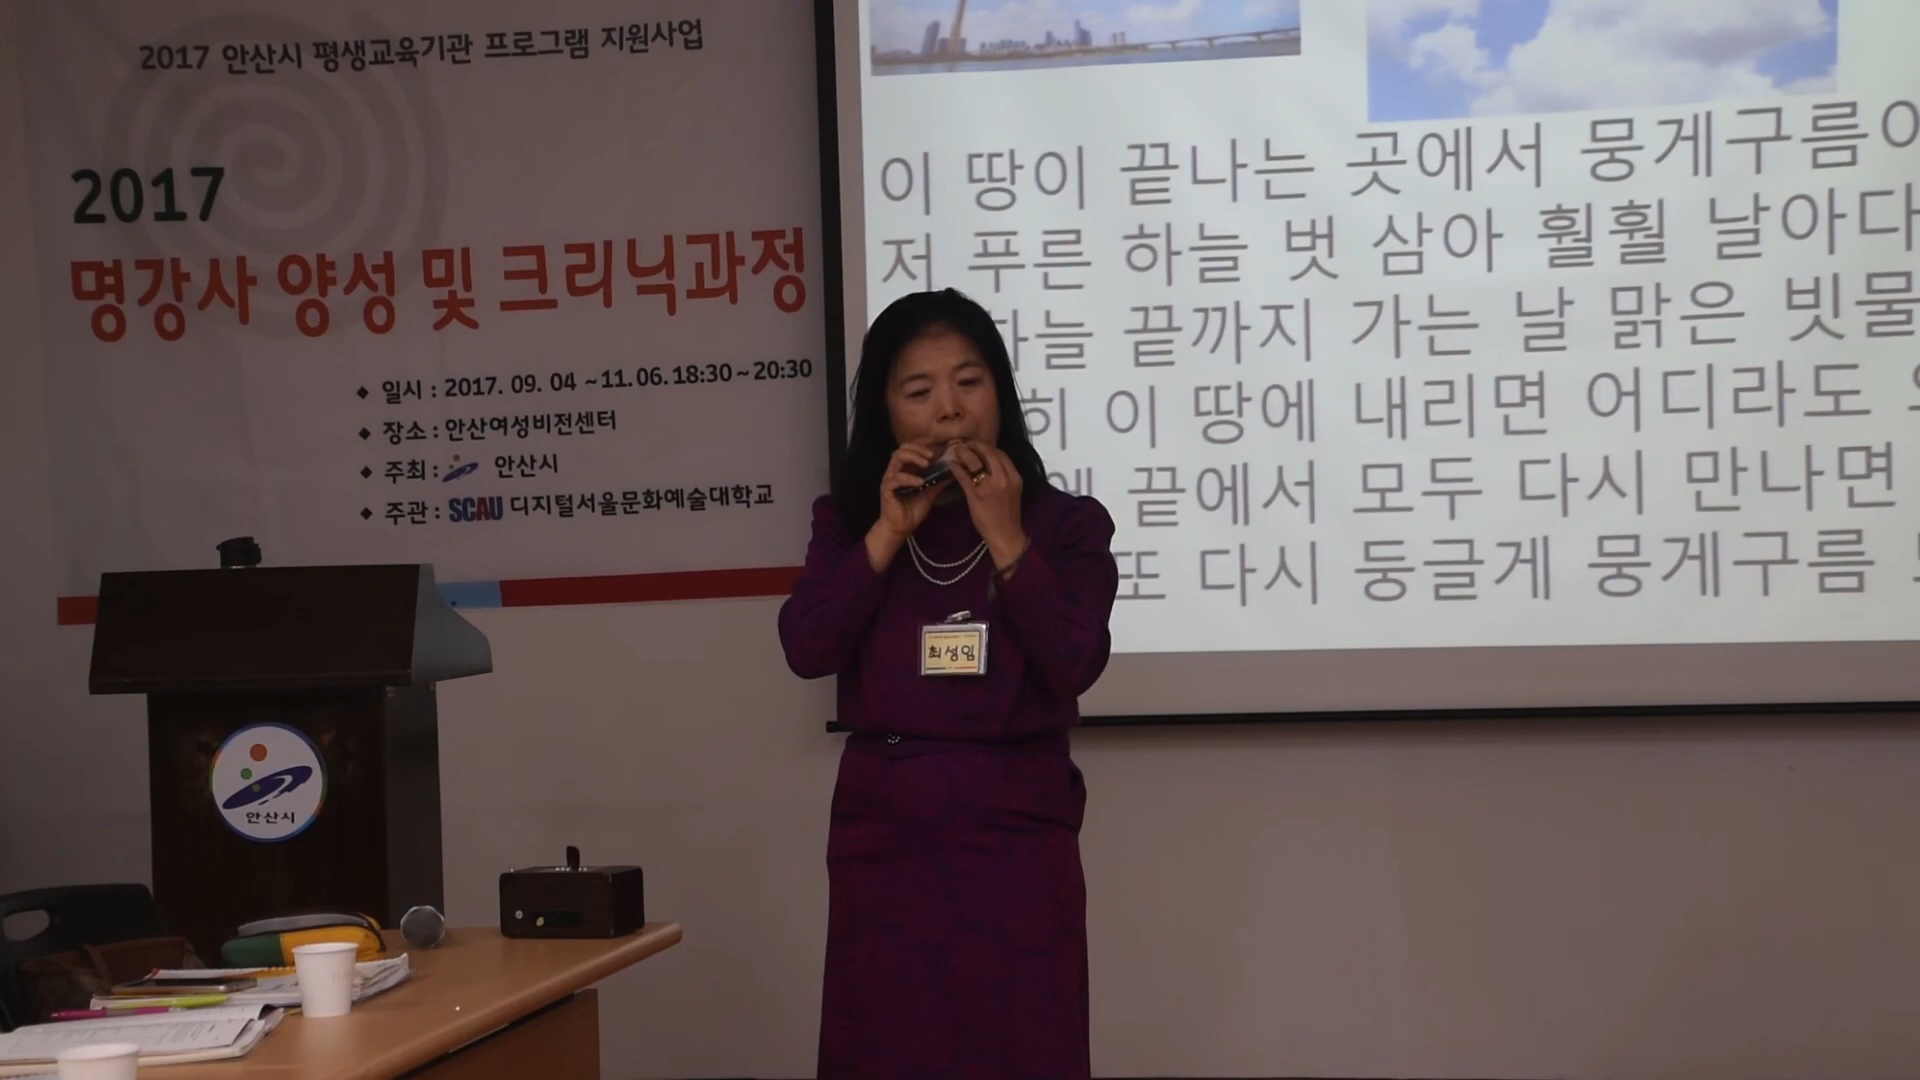 2017 안산시 평생교육기관 프로그램 지원사업
2017
명강사 양성 및 크리닉과정
◆ 일시 : 2017. 09. 04 ~11. 06. 18:30~20:30
◆ 장소 : 안산여성비전센터
◆ 주최 : 안산시
◆ 주관 : SCAU 디지털서울문화예술대학교
이 땅이 끝나는 곳에서 뭉게구름이
저 푸른 하늘 벗 삼아 훨훨 날아다
하늘 끝까지 가는 날 맑은 빗물
히 이 땅에 내리면 어디라도
에 끝에서 모두 다시 만나면
또 다시 둥글게 뭉게구름
최성임
안산시